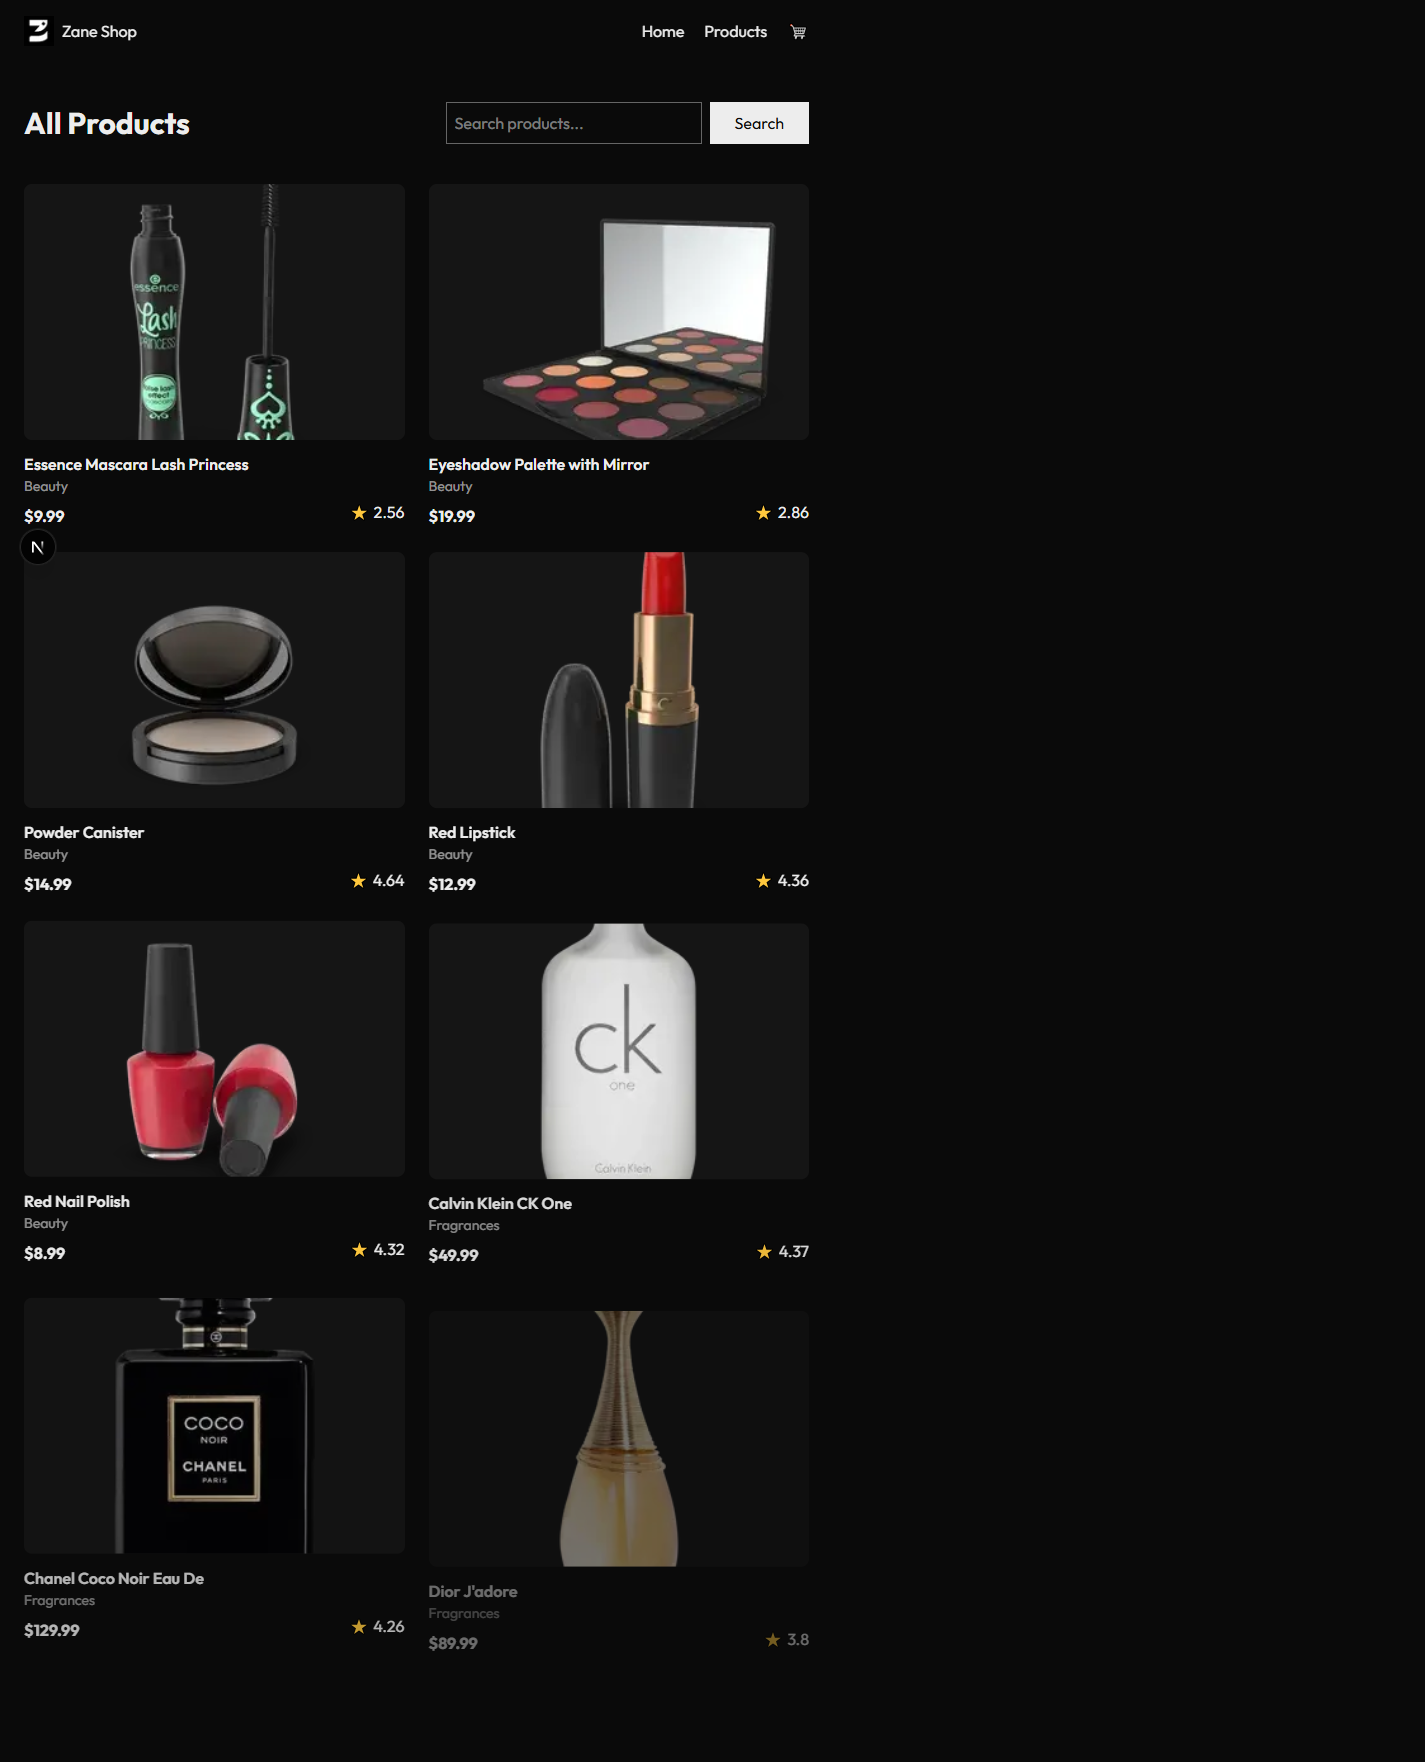 Zane Shop
Home Products
All Products
Search products...
Search
essence
Lash
PRINCESS
false lash
effect
Essence Mascara Lash Princess
Beauty
$9.99
2.56
Eyeshadow Palette with Mirror
Beauty
$19.99
2.86
N
Powder Canister
Beauty
$14.99
4.64
Red Lipstick
Beauty
$12.99
4.36
Red Nail Polish
Beauty
$8.99
4.32
ck
one
Calvin Klein
Calvin Klein CK One
Fragrances
$49.99
4.37
COCO
NOIR
CHANEL
PARIS
Chanel Coco Noir Eau De
Fragrances
$129.99
4.26
Dior J'adore
Fragrances
$89.99
3.8